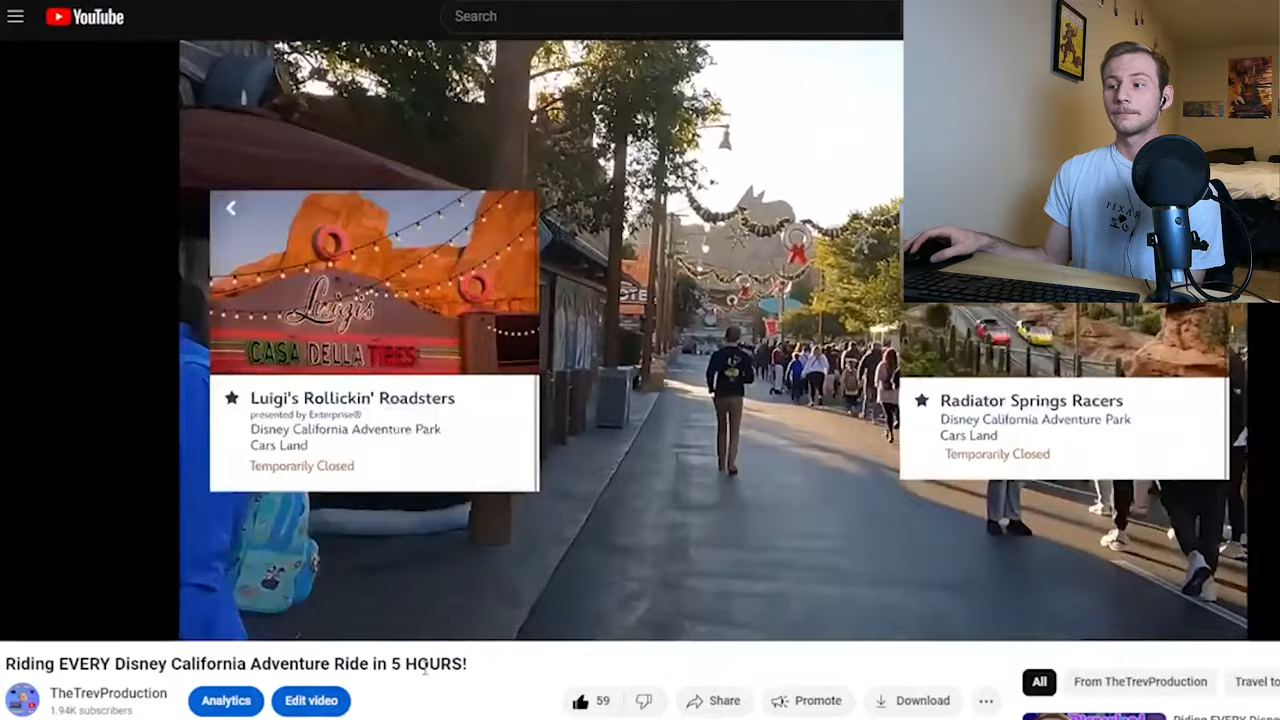 YouTube
Search
Luigi's
CASA DELLA TIRES
Luigi's Rollickin' Roadsters
presented by Enterprise®
Disney California Adventure Park
Cars Land
Temporarily Closed
Radiator Springs Racers
Disney California Adventure Park
Cars Land
Temporarily Closed
PIXAR
Riding EVERY Disney California Adventure Ride in 5 HOURS!
TheTrevProduction
1.94K subscribers
Analytics
Edit video
59
Share
Promote
Download
All
From TheTrevProduction
Travel to
Disneyland
Riding EVERY Disney